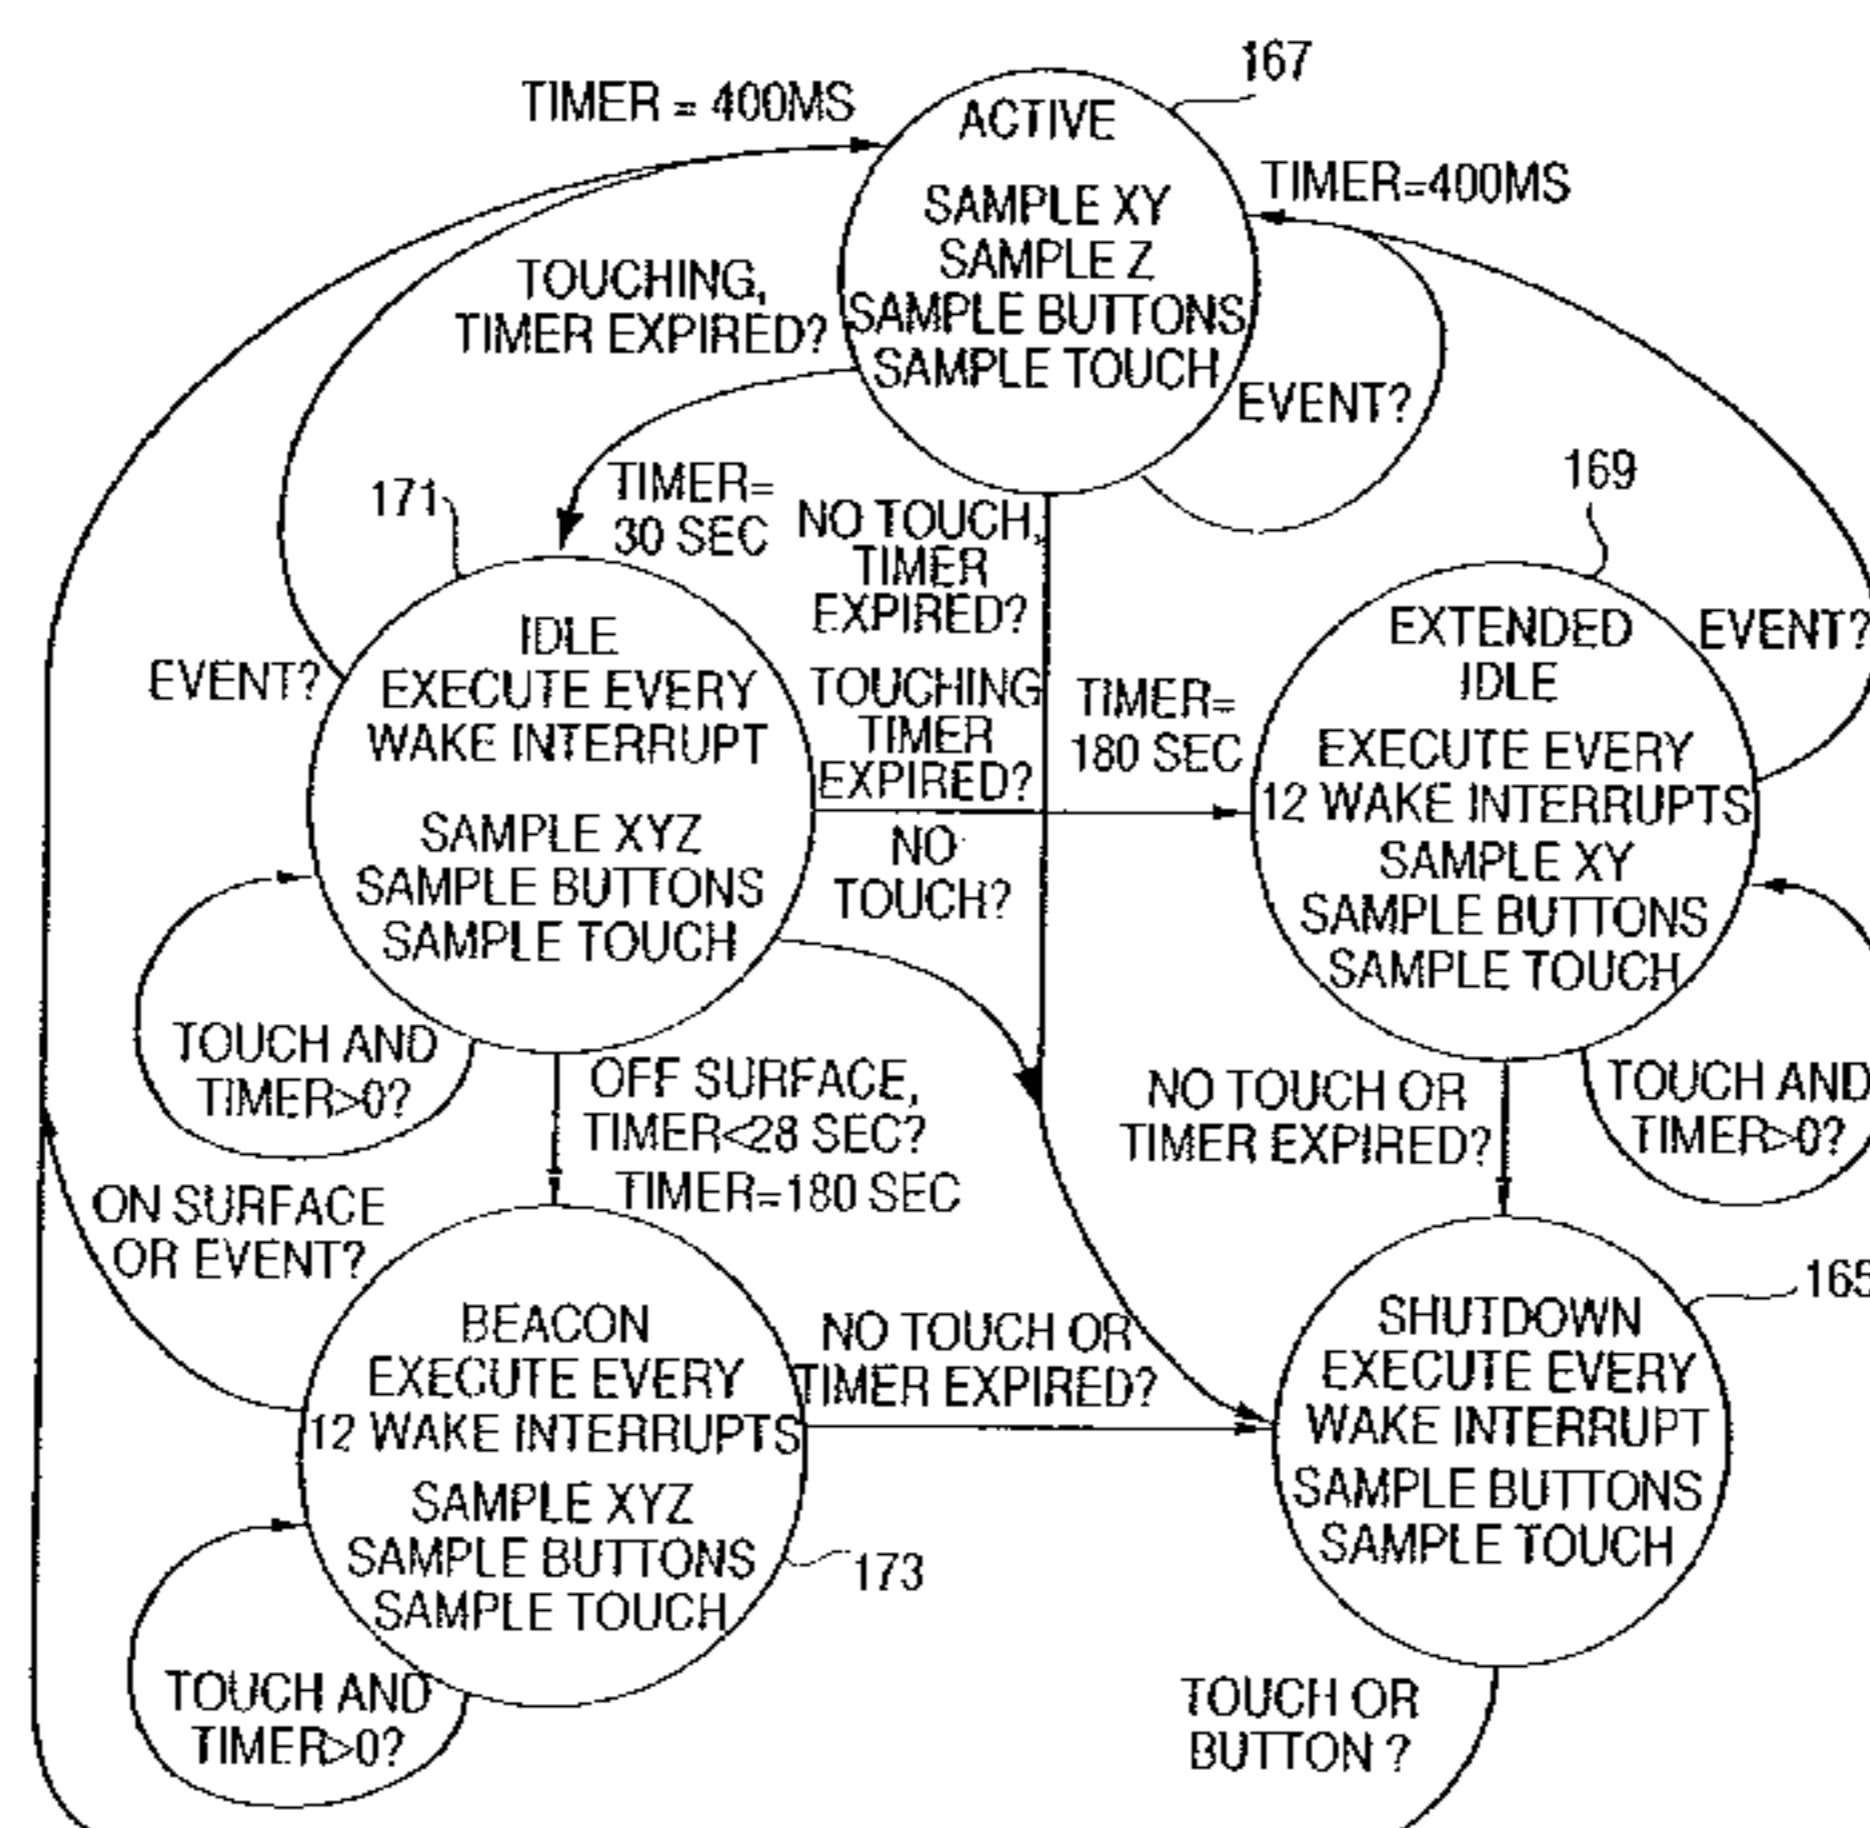 167
TIMER = 400MS
ACTIVE
SAMPLE XY
SAMPLE Z
SAMPLE BUTTONS
SAMPLE TOUCH
TIMER=400MS
TOUCHING,
TIMER EXPIRED?
EVENT?
TIMER=
30 SEC
171
NO TOUCH,
TIMER
EXPIRED?
169
IDLE
EXECUTE EVERY
WAKE INTERRUPT
SAMPLE XYZ
SAMPLE BUTTONS
SAMPLE TOUCH
EVENT?
TOUCHING
TIMER
EXPIRED?
TIMER=
180 SEC
EXTENDED
IDLE
EXECUTE EVERY
12 WAKE INTERRUPTS
SAMPLE XY
SAMPLE BUTTONS
SAMPLE TOUCH
EVENT?
NO
TOUCH?
TOUCH AND
TIMER>0?
OFF SURFACE,
TIMER<28 SEC?
TIMER=180 SEC
NO TOUCH OR
TIMER EXPIRED?
TOUCH AND
TIMER>0?
ON SURFACE
OR EVENT?
BEACON
EXECUTE EVERY
12 WAKE INTERRUPTS
SAMPLE XYZ
SAMPLE BUTTONS
SAMPLE TOUCH
NO TOUCH OR
TIMER EXPIRED?
165
SHUTDOWN
EXECUTE EVERY
WAKE INTERRUPT
SAMPLE BUTTONS
SAMPLE TOUCH
173
TOUCH AND
TIMER>0?
TOUCH OR
BUTTON ?